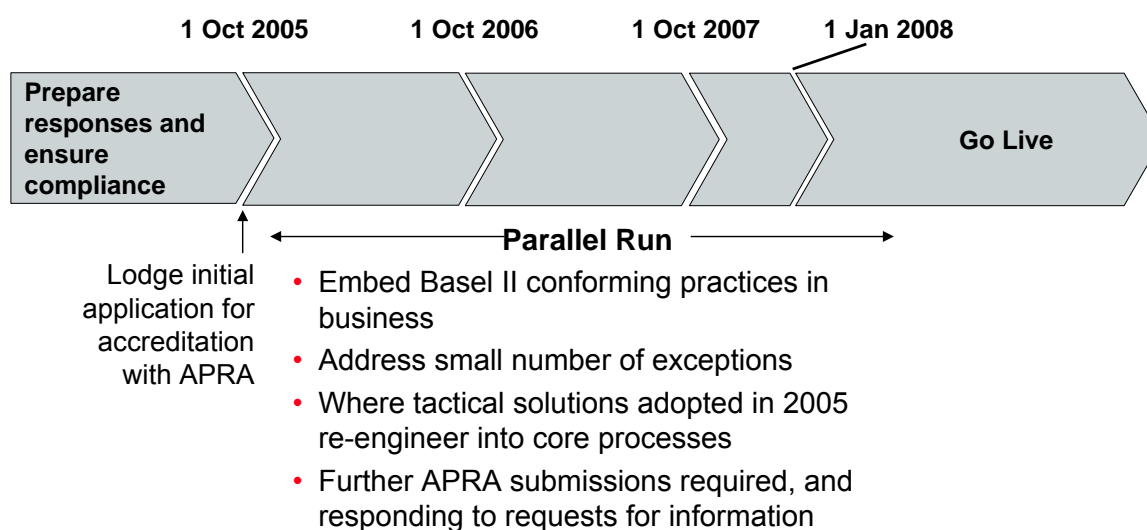 1 Oct 2005 1 Oct 2006 1 Oct 2007 1 Jan 2008
Prepare
responses and
ensure
compliance
Go Live
Parallel Run
Lodge initial
application for
accreditation
with APRA
• Embed Basel II conforming practices in
business
• Address small number of exceptions
• Where tactical solutions adopted in 2005
re-engineer into core processes
• Further APRA submissions required, and
responding to requests for information